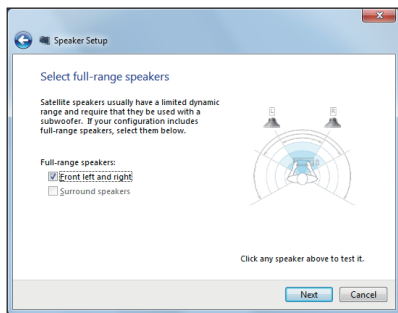 Speaker Setup
Select full-range speakers
Satellite speakers usually have a limited dynamic
range and require that they be used with a
subwoofer. If your configuration includes
full-range speakers, select them below.
L
R
Full-range speakers:
Front left and right
Surround speakers
Click any speaker above to test it.
Next
Cancel